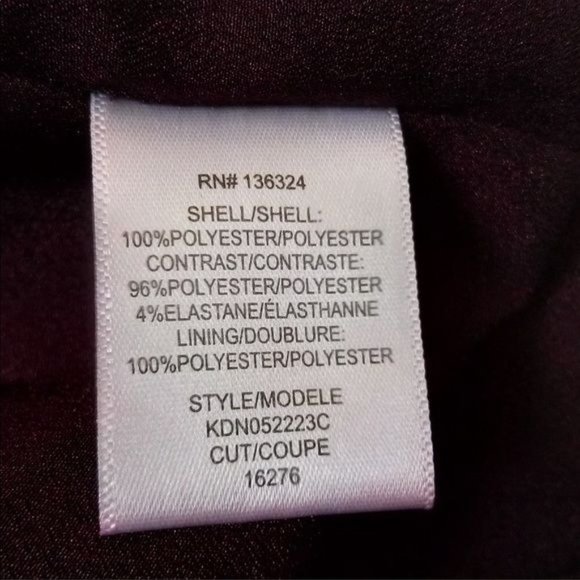 RN# 136324
SHELL/SHELL:
100%POLYESTER/POLYESTER
CONTRAST/CONTRASTE:
96%POLYESTER/POLYESTER
4%ELASTANE/ÉLASTHANNE
LINING/DOUBLURE:
100%POLYESTER/POLYESTER
STYLE/MODELE
KDN052223C
CUT/COUPE
16276